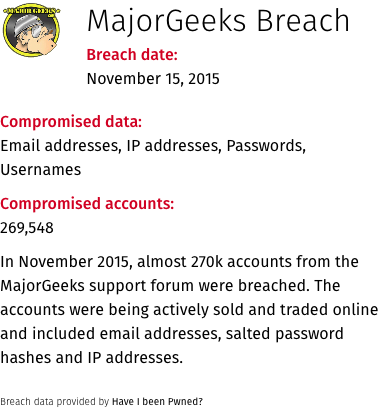 MAJORGEEKS
MajorGeeks Breach
Breach date:
November 15, 2015
Compromised data:
Email addresses, IP addresses, Passwords,
Usernames
Compromised accounts:
269,548
In November 2015, almost 270k accounts from the
MajorGeeks support forum were breached. The
accounts were being actively sold and traded online
and included email addresses, salted password
hashes and IP addresses.
Breach data provided by Have I been Pwned?